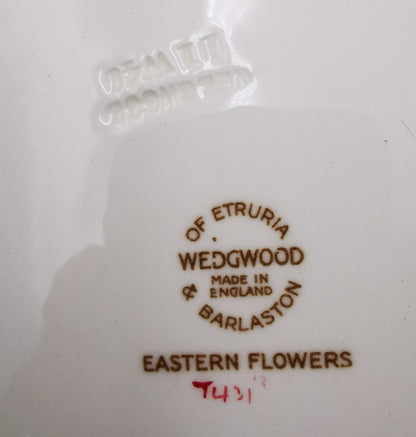 OF ETRURIA
WEDGWOOD
MADE IN
ENGLAND
& BARLASTON
EASTERN FLOWERS
T431